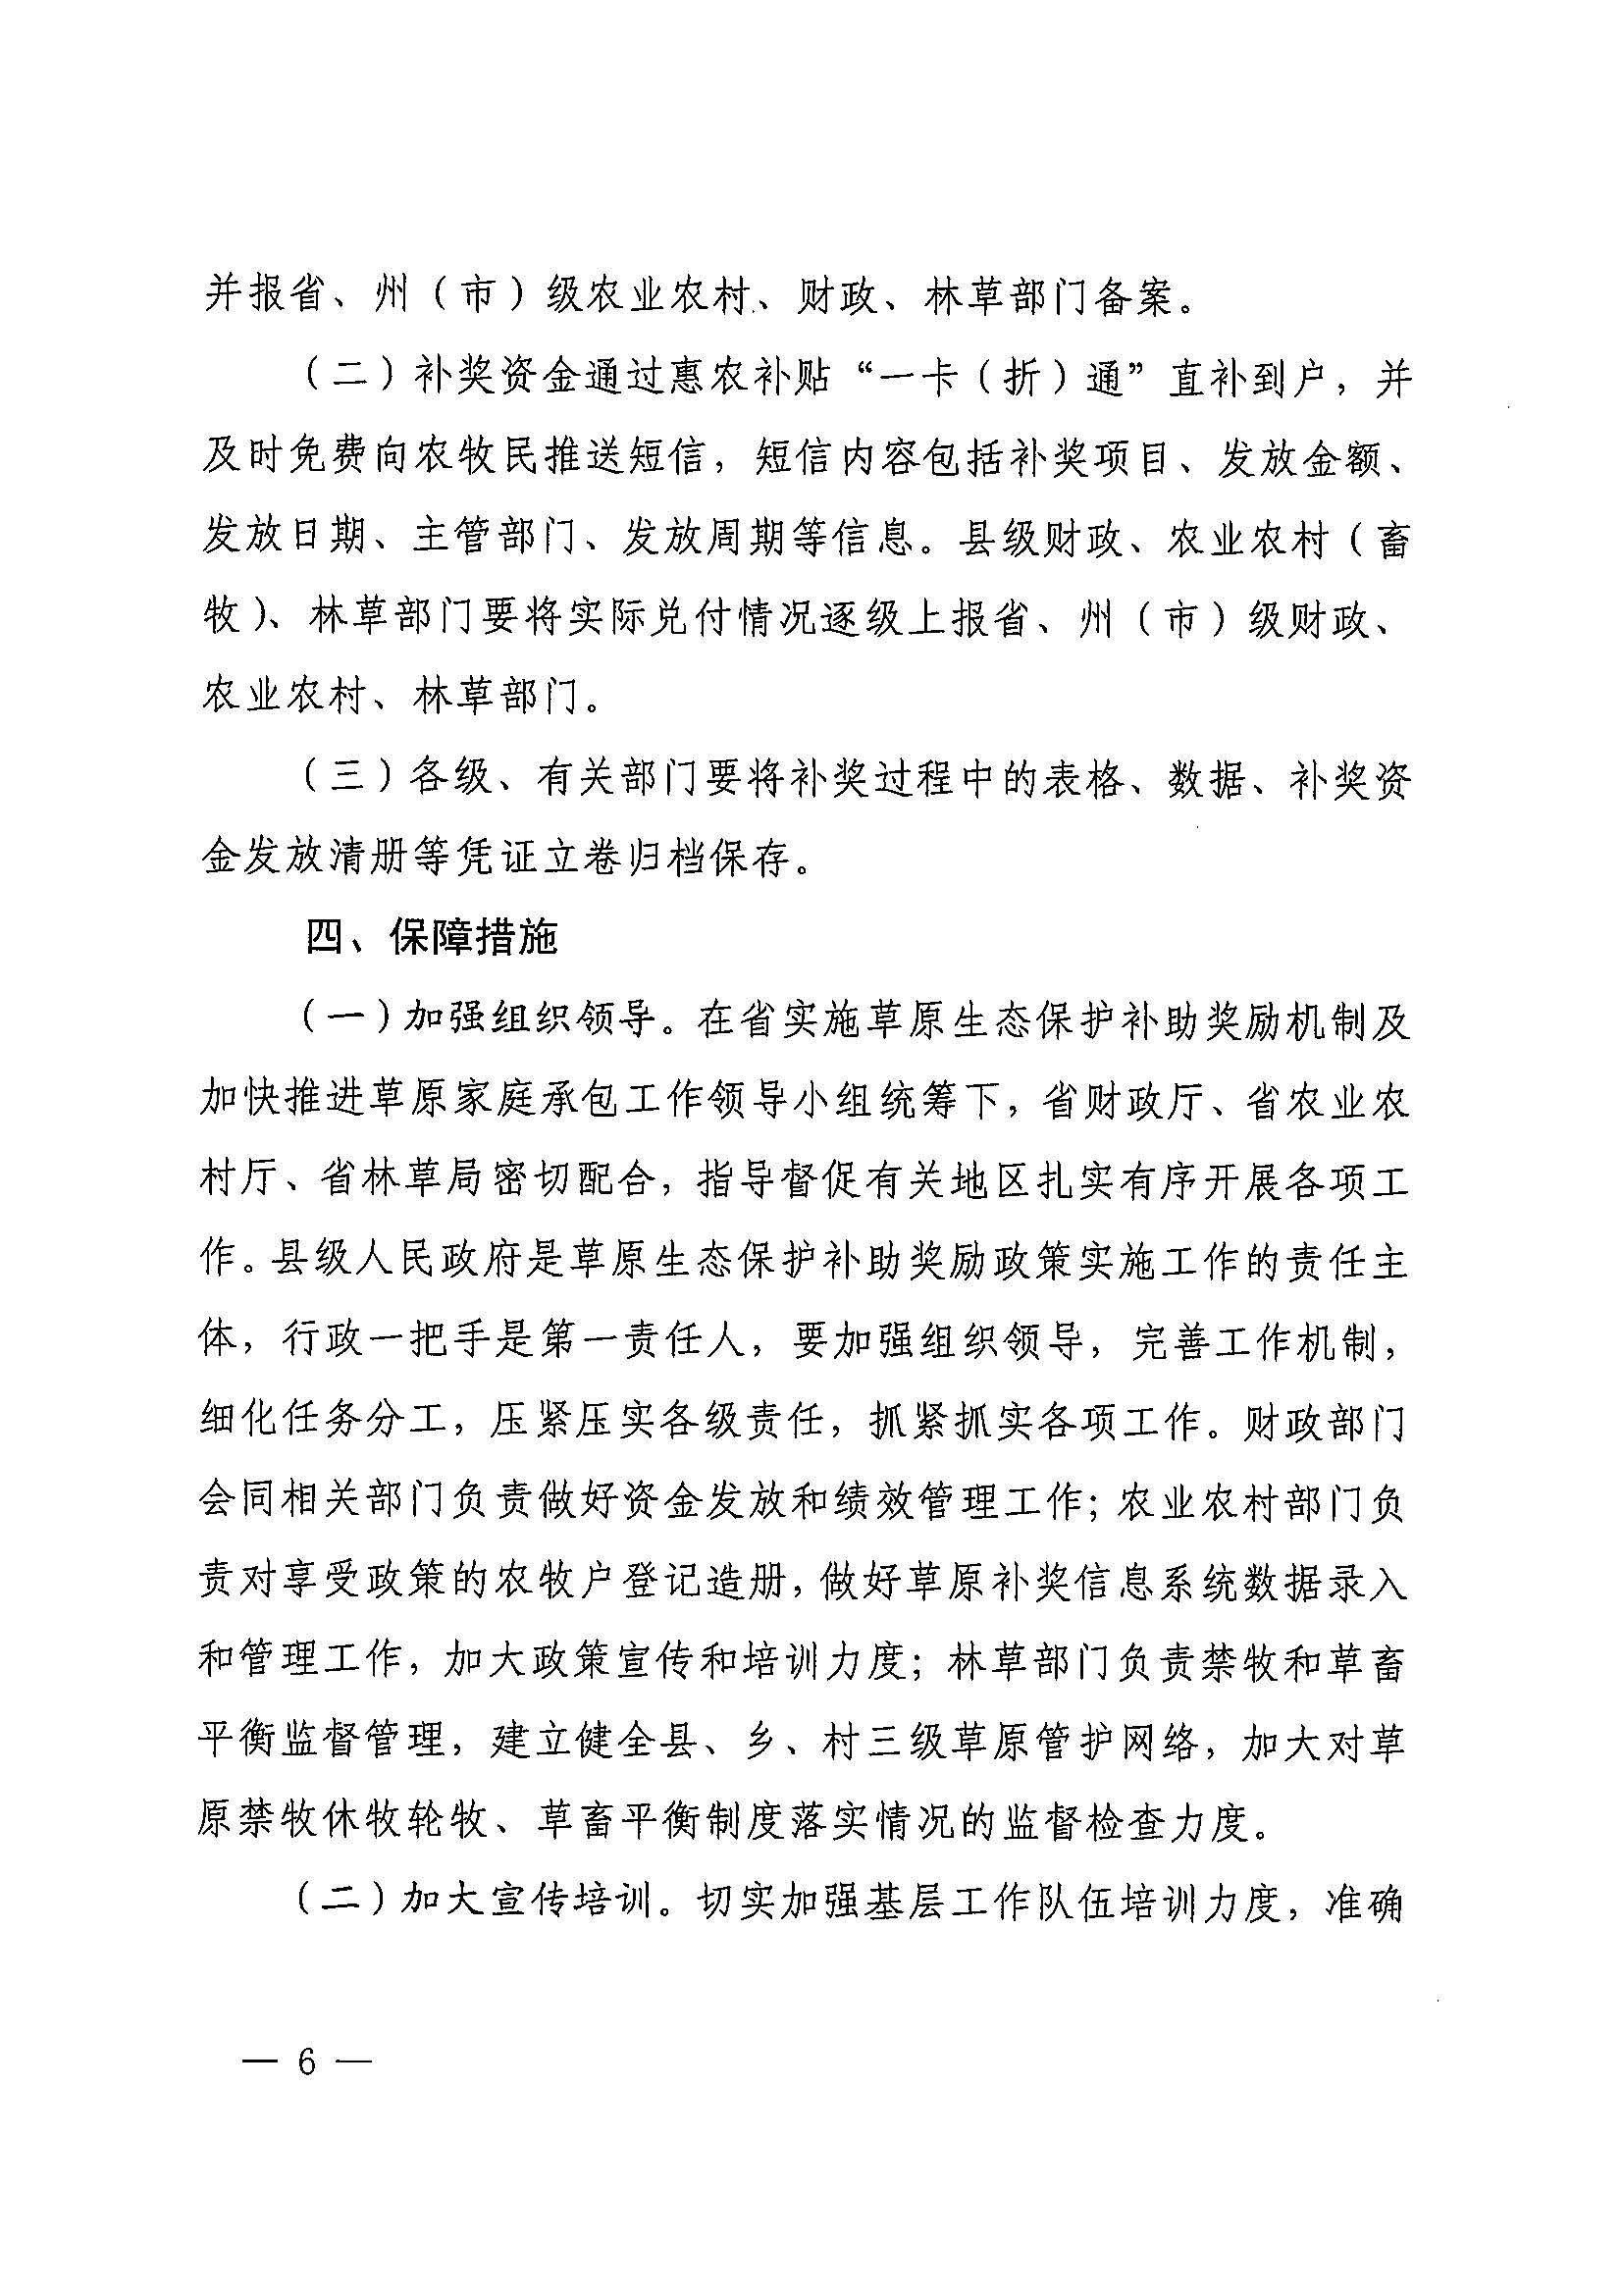 并报省、州（市）级农业农村、财政、林草部门备案。
（二）补奖资金通过惠农补贴“一卡（折）通”直补到户，并
及时免费向农牧民推送短信，短信内容包括补奖项目、发放金额、
发放日期、主管部门、发放周期等信息。县级财政、农业农村（畜
牧）、林草部门要将实际兑付情况逐级上报省、州（市）级财政、
农业农村、林草部门。
（三）各级、有关部门要将补奖过程中的表格、数据、补奖资
金发放清册等凭证立卷归档保存。
四、保障措施
（一）加强组织领导。在省实施草原生态保护补助奖励机制及
加快推进草原家庭承包工作领导小组统筹下，省财政厅、省农业农
村厅、省林草局密切配合，指导督促有关地区扎实有序开展各项工
作。县级人民政府是草原生态保护补助奖励政策实施工作的责任主
体，行政一把手是第一责任人，要加强组织领导，完善工作机制，
细化任务分工，压紧压实各级责任，抓紧抓实各项工作。财政部门
会同相关部门负责做好资金发放和绩效管理工作；农业农村部门负
责对享受政策的农牧户登记造册，做好草原补奖信息系统数据录入
和管理工作，加大政策宣传和培训力度；林草部门负责禁牧和草畜
平衡监督管理，建立健全县、乡、村三级草原管护网络，加大对草
原禁牧休牧轮牧、草畜平衡制度落实情况的监督检查力度。
（二）加大宣传培训。切实加强基层工作队伍培训力度，准确
— 6 —